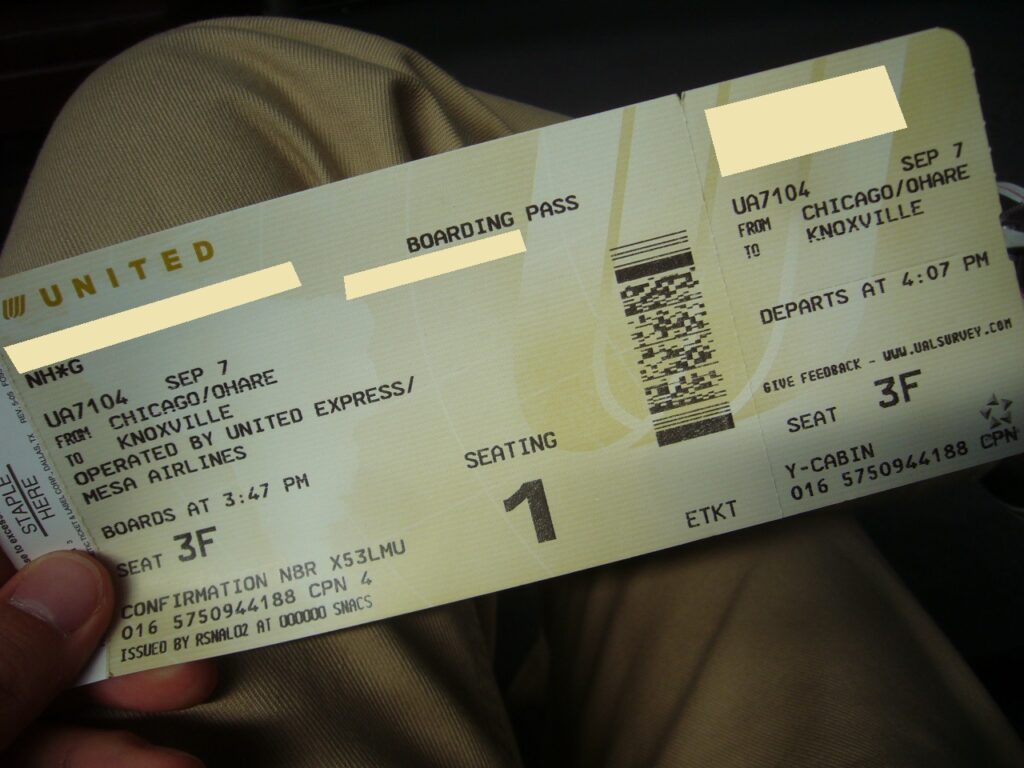 UNITED
BOARDING PASS
NH*G
UA7104 SEP 7
FROM CHICAGO/OHARE
TO KNOXVILLE
OPERATED BY UNITED EXPRESS/
MESA AIRLINES
BOARDS AT 3:47 PM
SEAT 3F
CONFIRMATION NBR X53LMU
016 5750944188 CPN 4
ISSUED BY RSNAL02 AT 000000 SNACS
SEATING
1
ETKT
UA7104 SEP 7
FROM CHICAGO/OHARE
TO KNOXVILLE
DEPARTS AT 4:07 PM
GIVE FEEDBACK - WWW.UALSURVEY.COM
SEAT 3F
Y-CABIN
016 5750944188 CPN
STAPLE
HERE